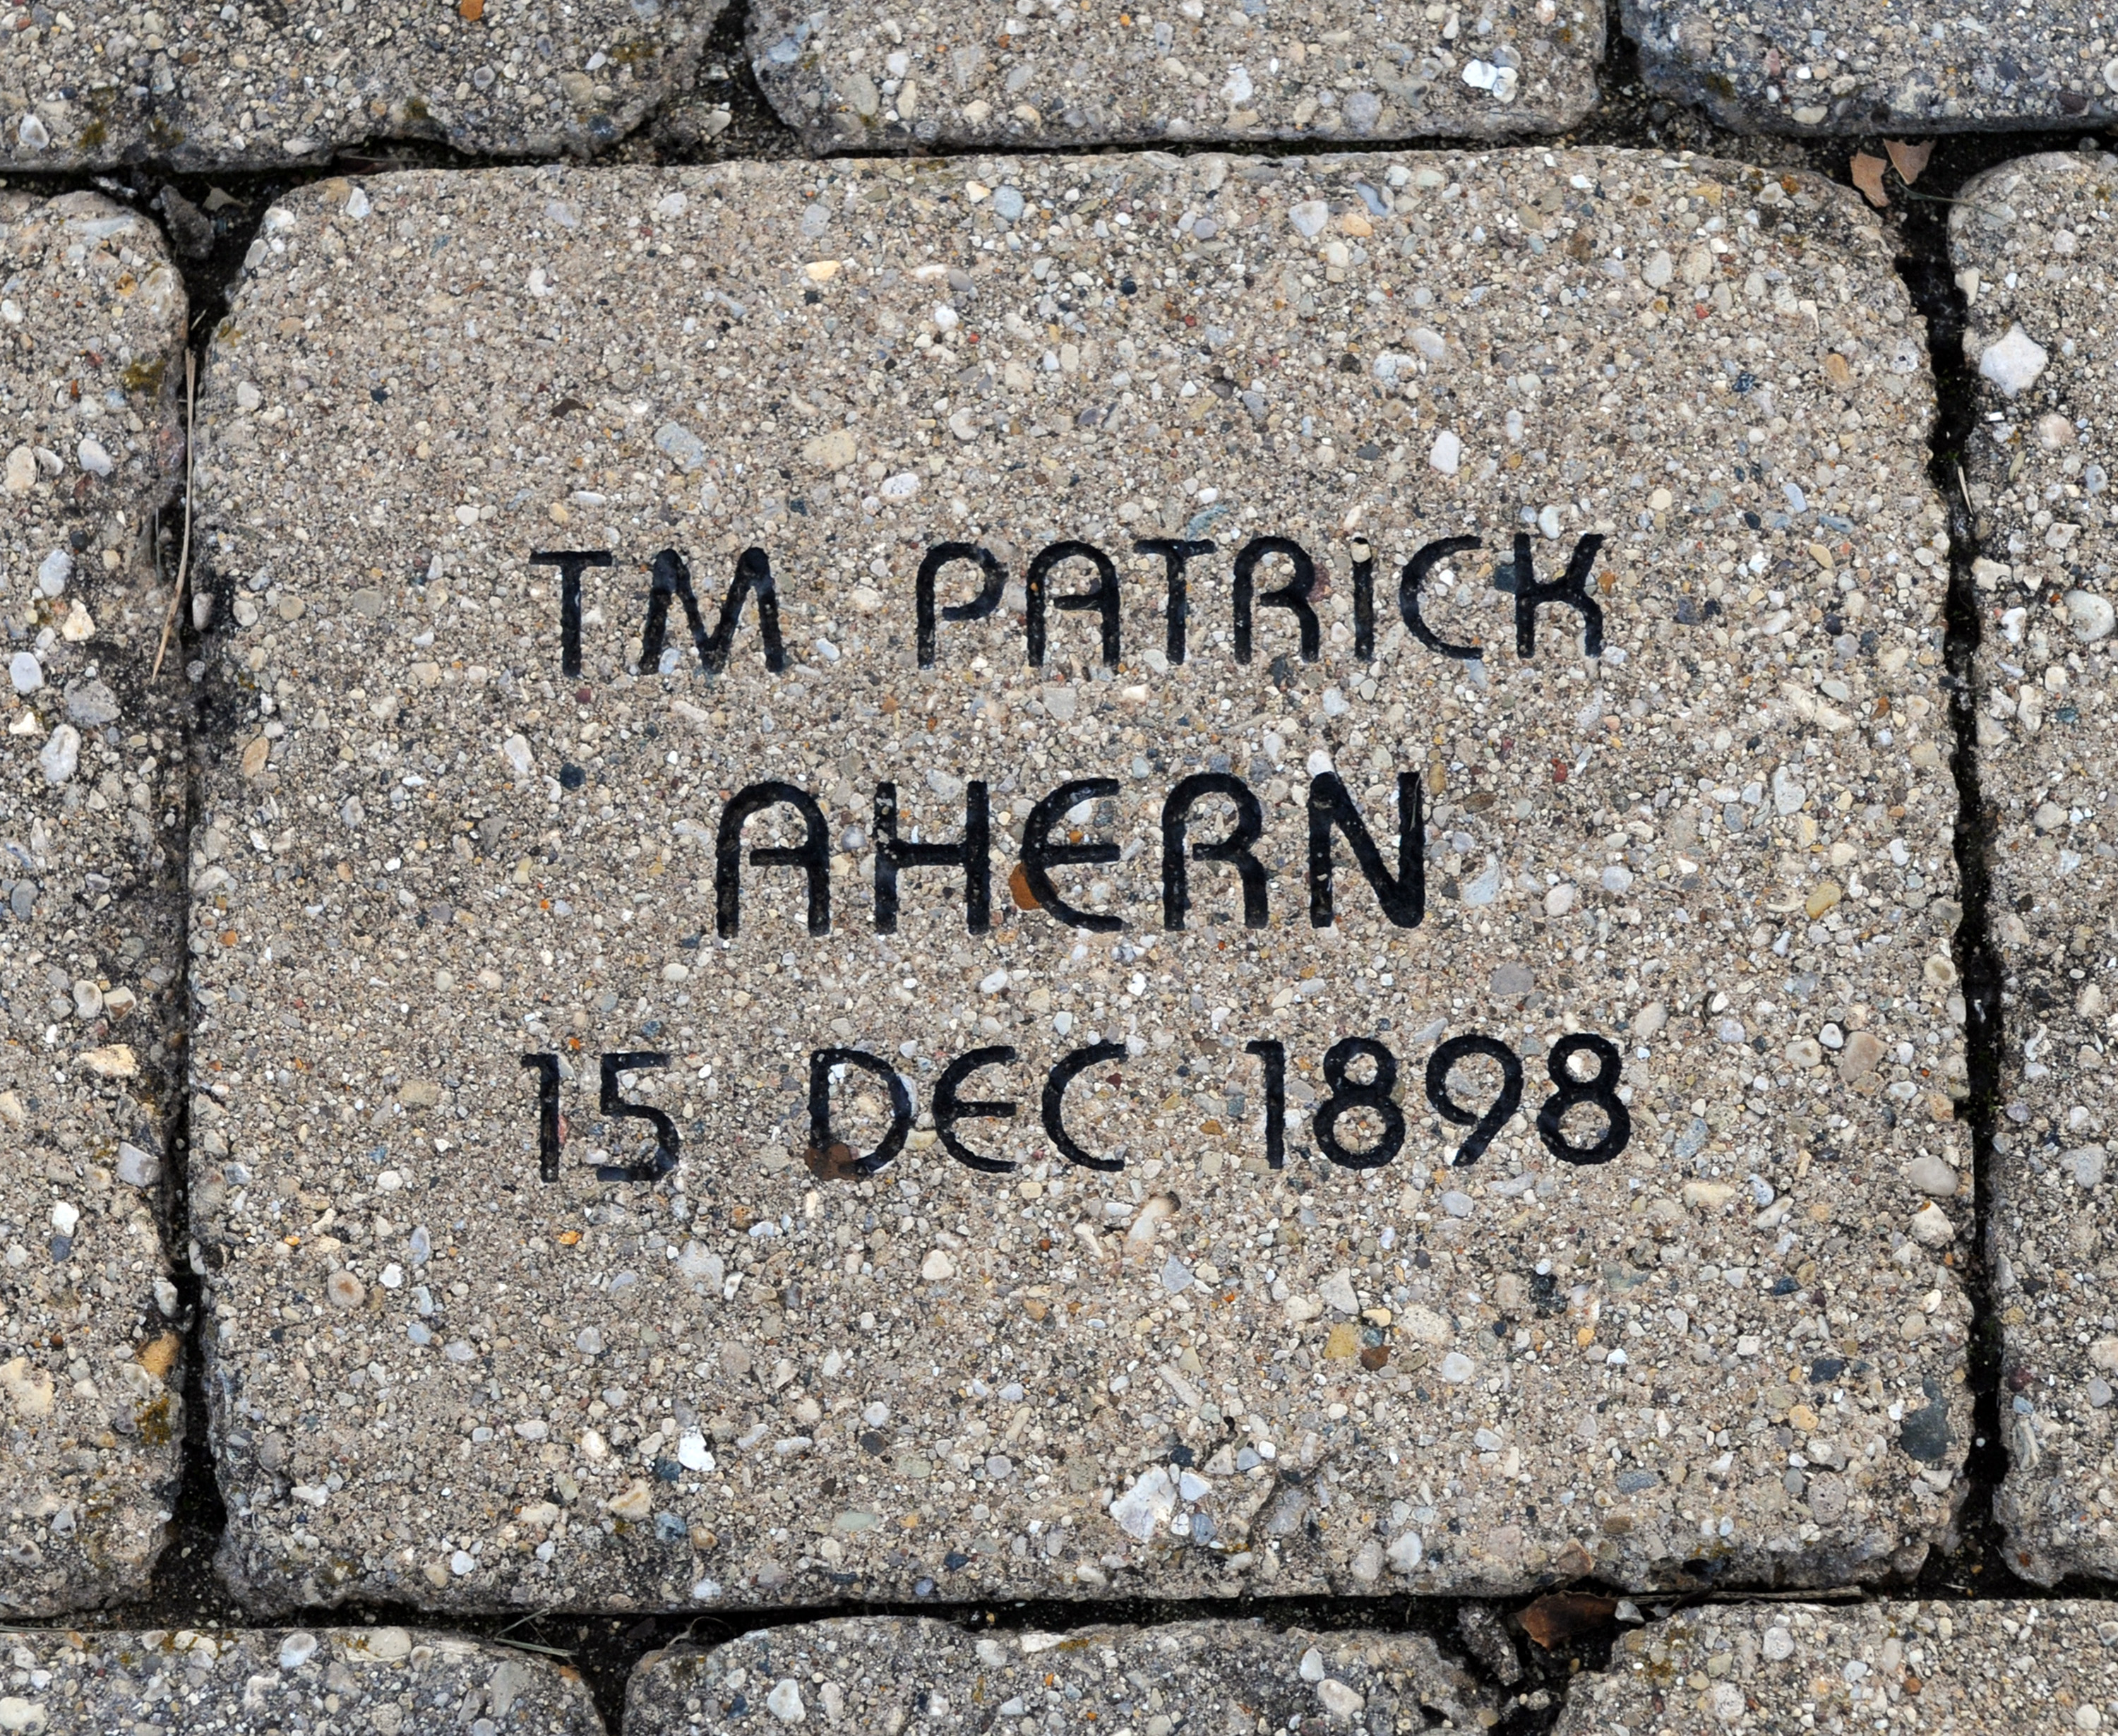 TM PATRICK
AHERN
15 DEC 1898